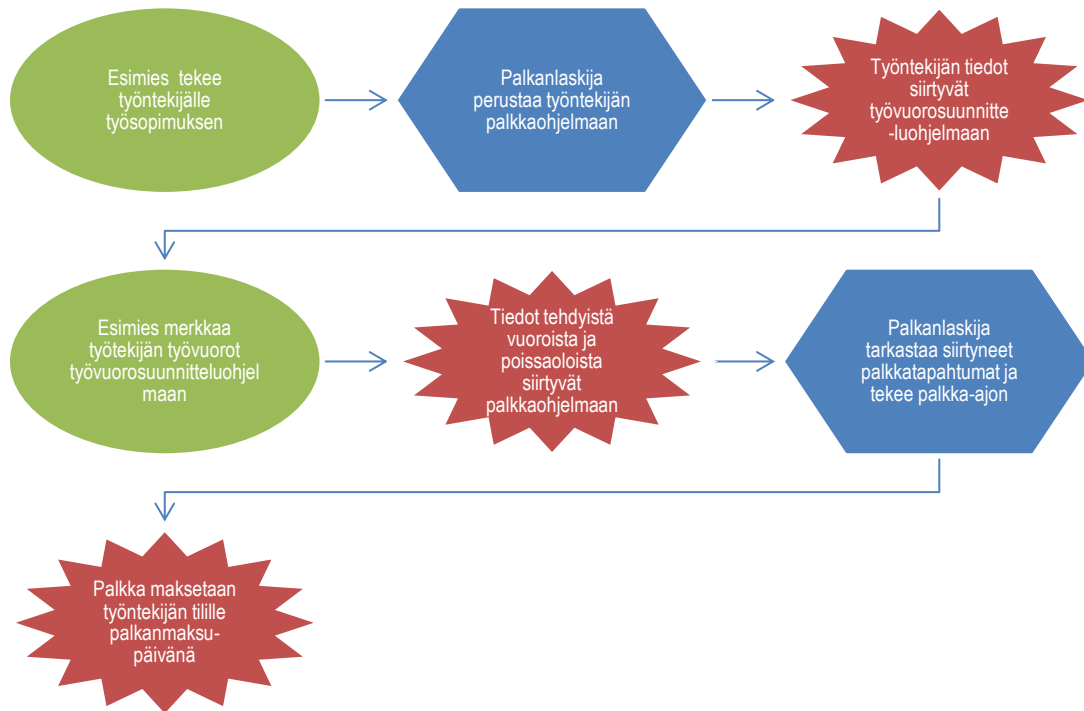 Esimies tekee
työntekijälle
työsopimuksen
Palkanlaskija
perustaa työntekijän
palkkaohjelmaan
Työntekijän tiedot
siirtyvät
työvuorosuunnitte
-luohjelmaan
Esimies merkkaa
työtekijän työvuorot
työvuorosuunnitteluohjel
maan
Tiedot tehdyistä
vuoroista ja
poissaoloista
siirtyvät
palkkaohjelmaan
Palkanlaskija
tarkastaa siirtyneet
palkkatapahtumat ja
tekee palkka-ajon
Palkka maksetaan
työntekijän tilille
palkanmaksu-
päivänä